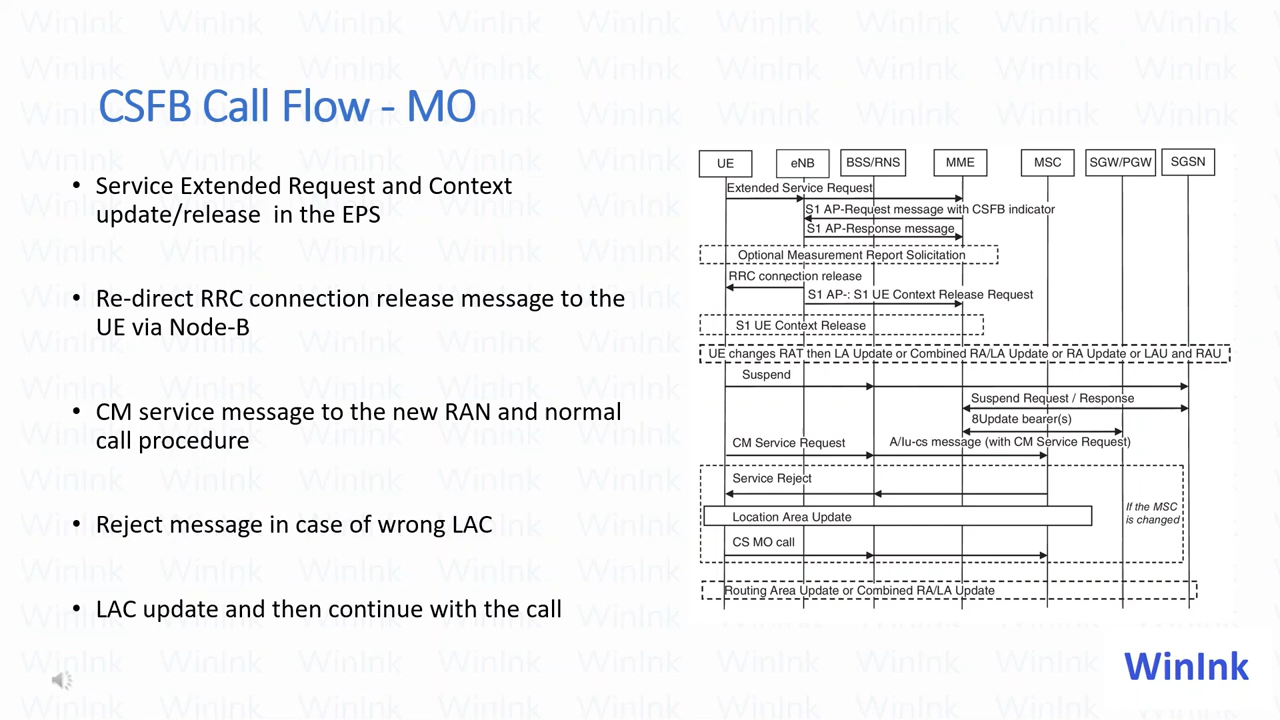 CSFB Call Flow - MO
• Service Extended Request and Context
update/release in the EPS
• Re-direct RRC connection release message to the
UE via Node-B
• CM service message to the new RAN and normal
call procedure
• Reject message in case of wrong LAC
• LAC update and then continue with the call
UE eNB BSS/RNS MME MSC SGW/PGW SGSN
Extended Service Request
S1 AP-Request message with CSFB indicator
S1 AP-Response message
Optional Measurement Report Solicitation
RRC connection release
S1 AP-: S1 UE Context Release Request
S1 UE Context Release
UE changes RAT then LA Update or Combined RA/LA Update or RA Update or LAU and RAU
Suspend
Suspend Request / Response
8Update bearer(s)
CM Service Request A/Iu-cs message (with CM Service Request)
Service Reject
If the MSC
is changed
Location Area Update
CS MO call
Routing Area Update or Combined RA/LA Update
WinInk